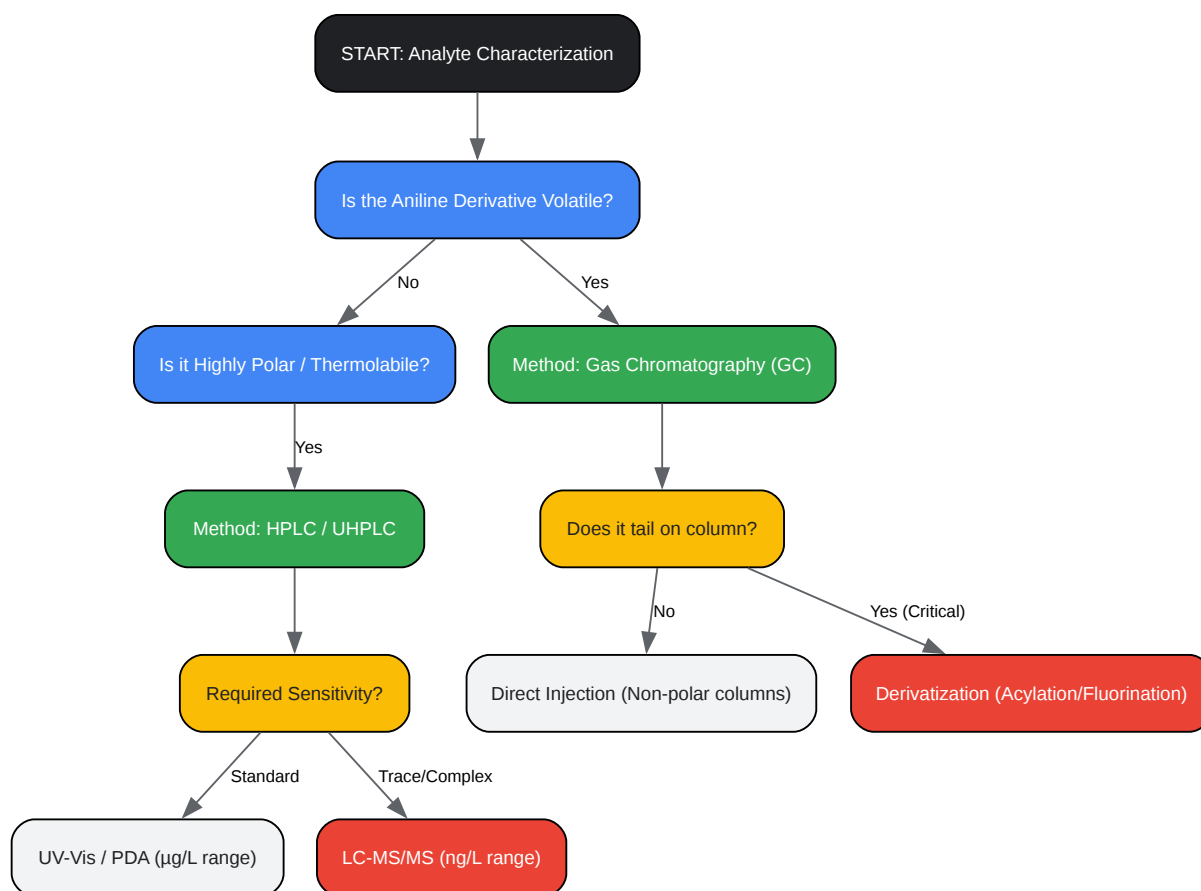 START: Analyte Characterization
Is the Aniline Derivative Volatile?
No
Yes
Is it Highly Polar / Thermolabile?
Method: Gas Chromatography (GC)
Yes
Method: HPLC / UHPLC
Does it tail on column?
No
Yes (Critical)
Required Sensitivity?
Direct Injection (Non-polar columns)
Derivatization (Acylation/Fluorination)
Standard
Trace/Complex
UV-Vis / PDA (µg/L range)
LC-MS/MS (ng/L range)